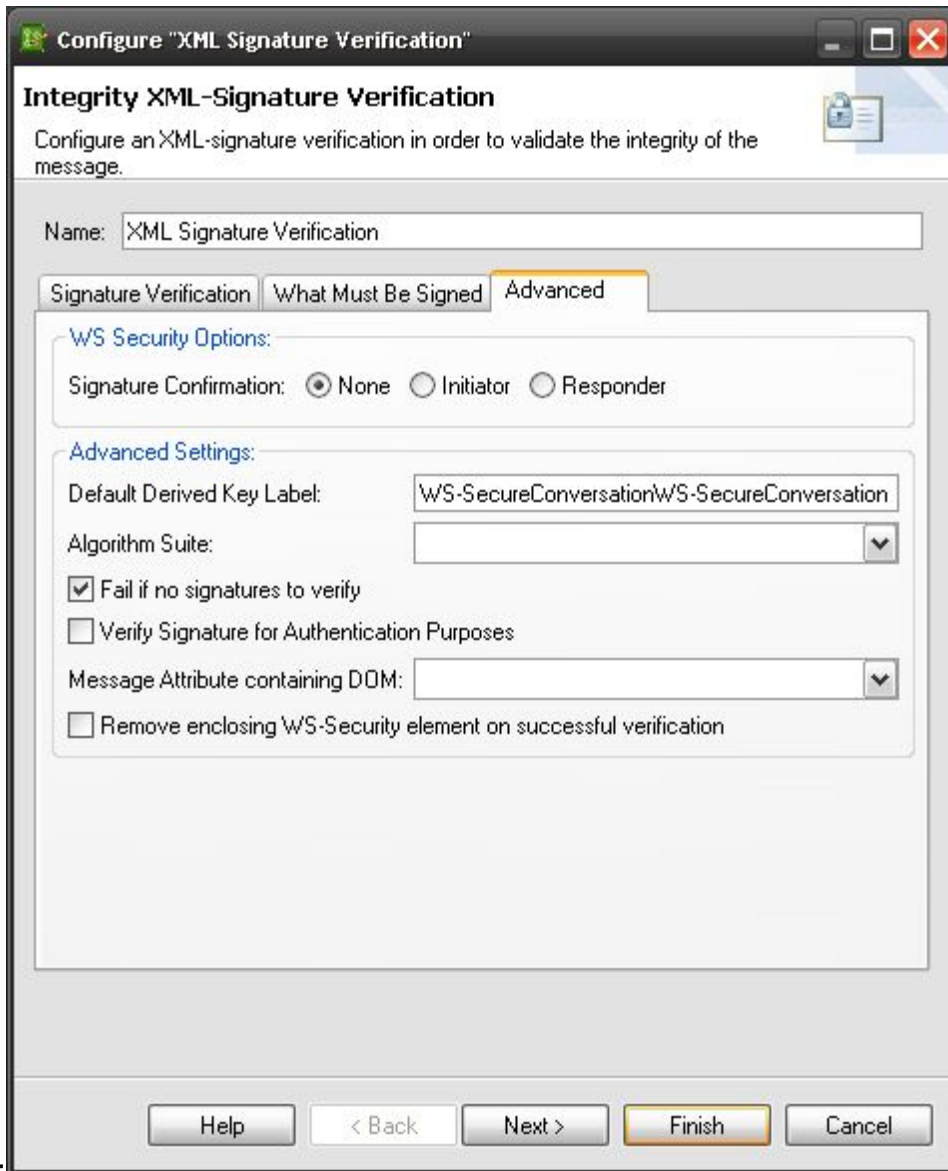 Configure "XML Signature Verification"
Integrity XML-Signature Verification
Configure an XML-signature verification in order to validate the integrity of the
message.
Name: XML Signature Verification
Signature Verification What Must Be Signed Advanced
WS Security Options:
Signature Confirmation: None Initiator Responder
Advanced Settings:
Default Derived Key Label: WS-SecureConversationWS-SecureConversation
Algorithm Suite:
Fail if no signatures to verify
Verify Signature for Authentication Purposes
Message Attribute containing DOM:
Remove enclosing WS-Security element on successful verification
Help < Back Next > Finish Cancel